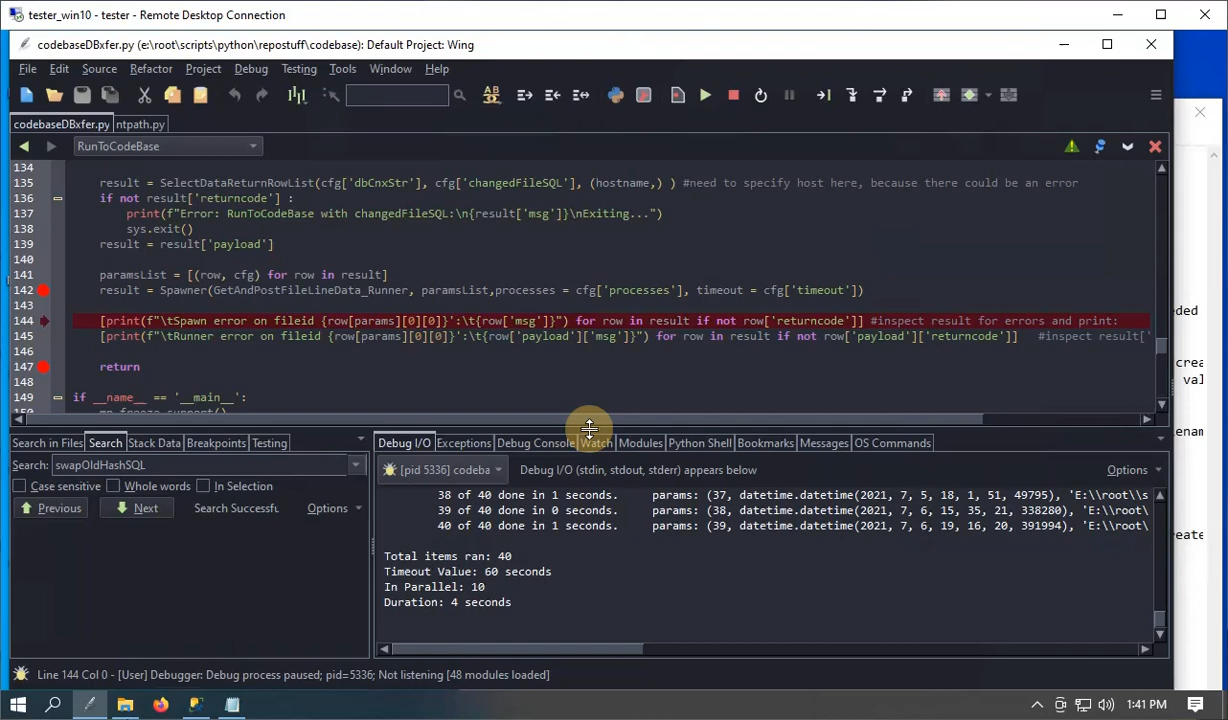 tester_win10 - tester - Remote Desktop Connection
codebaseDBxfer.py (e:\root\scripts\python\repostuff\codebase): Default Project: Wing
File Edit Source Refactor Project Debug Testing Tools Window Help
codebaseDBxfer.py ntpath.py
RunToCodeBase
134
135 result = SelectDataReturnRowList(cfg['dbCnxStr'], cfg['changedFileSQL'], (hostname,) ) #need to specify host here, because there could be an error
136 if not result['returncode'] :
137 print(f"Error: RunToCodeBase with changedFileSQL:\n{result['msg']}\nExiting...")
138 sys.exit()
139 result = result['payload']
140
141 paramsList = [(row, cfg) for row in result]
142 result = Spawner(GetAndPostFileLineData_Runner, paramsList,processes = cfg['processes'], timeout = cfg['timeout'])
143
144 [print(f"\tSpawn error on fileid {row[params][0][0]}':\t{row['msg']}") for row in result if not row['returncode']] #inspect result for errors and print:
145 [print(f"\tRunner error on fileid {row[params][0][0]}':\t{row['payload']['msg']}") for row in result if not row['payload']['returncode']] #inspect result['
146
147 return
148
149 if __name__ == '__main__':
150 mp.freeze_support()
Search in Files Search Stack Data Breakpoints Testing
Search: swapOldHashSQL
Case sensitive Whole words In Selection
Previous Next Search Successfu Options
Debug I/O Exceptions Debug Console Watch Modules Python Shell Bookmarks Messages OS Commands
[pid 5336] codeba Debug I/O (stdin, stdout, stderr) appears below Options
38 of 40 done in 1 seconds. params: (37, datetime.datetime(2021, 7, 5, 18, 1, 51, 49795), 'E:\\root\\s
39 of 40 done in 0 seconds. params: (38, datetime.datetime(2021, 7, 6, 15, 35, 21, 338280), 'E:\\root\
40 of 40 done in 1 seconds. params: (39, datetime.datetime(2021, 7, 6, 19, 16, 20, 391994), 'E:\\root\
Total items ran: 40
Timeout Value: 60 seconds
In Parallel: 10
Duration: 4 seconds
Line 144 Col 0 - [User] Debugger: Debug process paused; pid=5336; Not listening [48 modules loaded]
ded
crea
val
enam
eate
1:41 PM